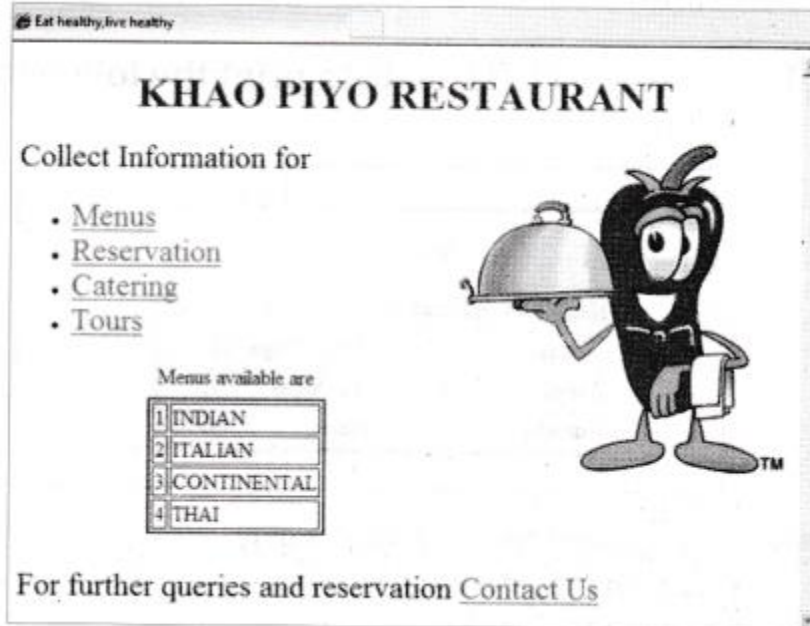 Eat healthy,live healthy
KHAO PIYO RESTAURANT
Collect Information for
• Menus
• Reservation
• Catering
• Tours
Menus available are
1 INDIAN
2 ITALIAN
3 CONTINENTAL
4 THAI
TM
For further queries and reservation Contact Us